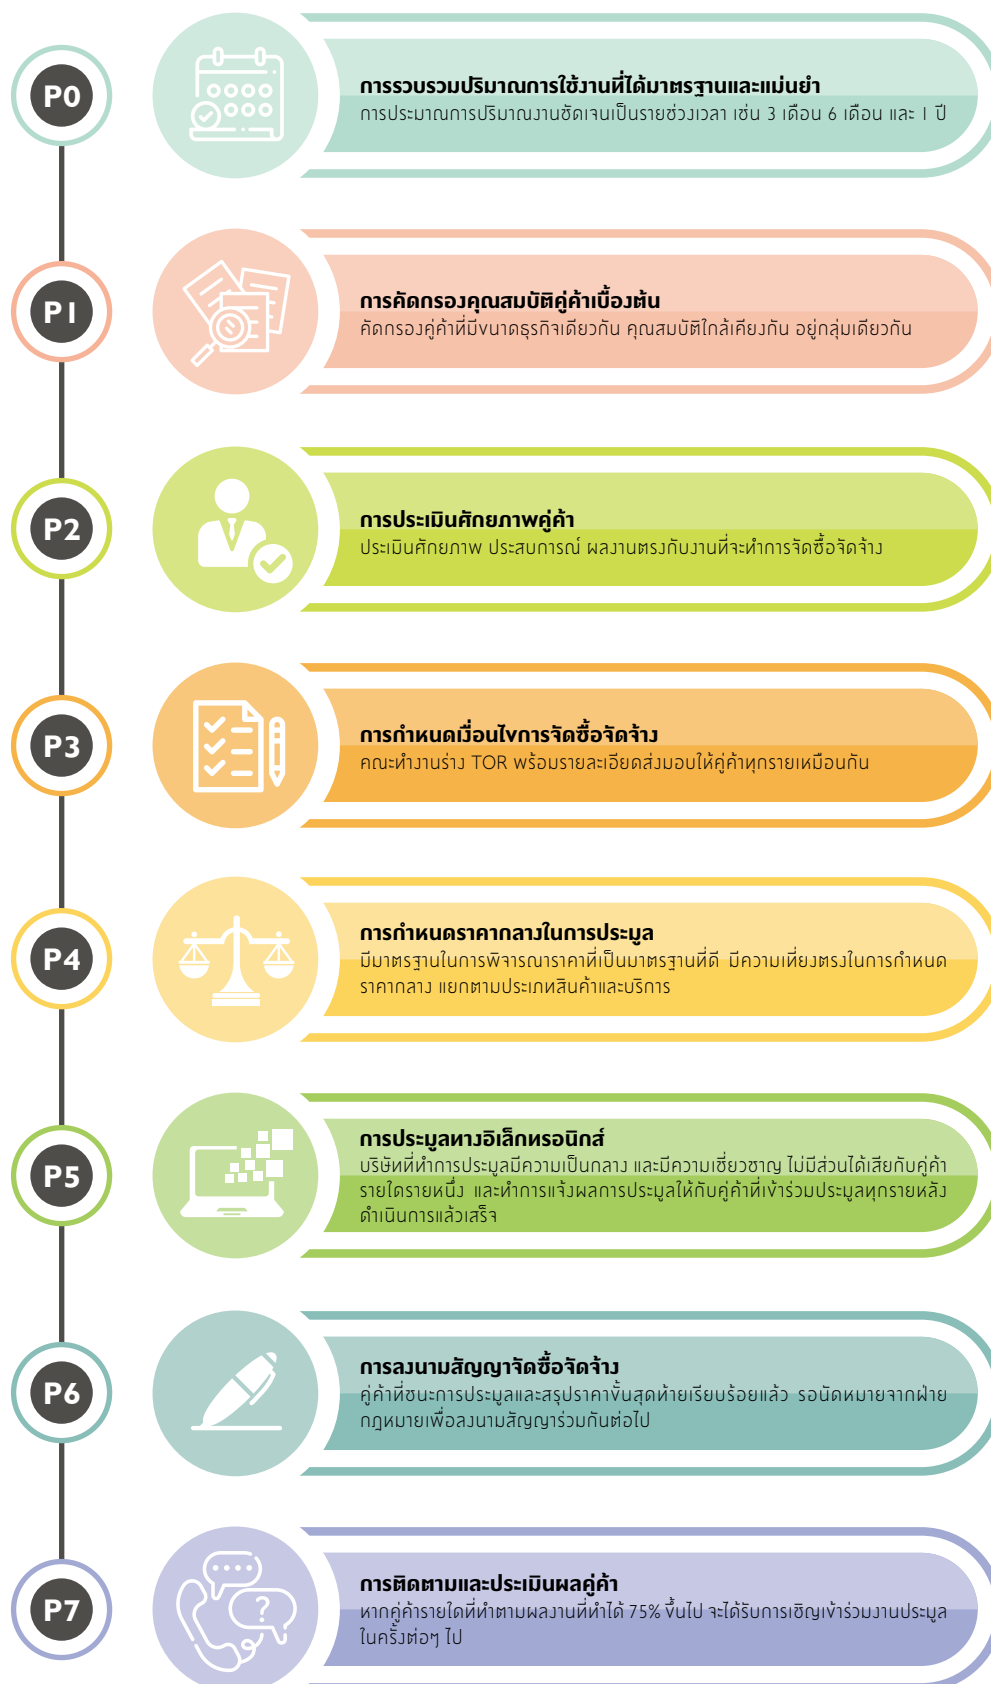 P0
การรวบรวมปริมาณการใช้งานที่ได้มาตรฐานและแม่นยำ
การประมาณการปริมาณงานชัดเจนเป็นรายช่วงเวลา เช่น 3 เดือน 6 เดือน และ 1 ปี
P1
การคัดกรองคุณสมบัติคู่ค้าเบื้องต้น
คัดกรองคู่ค้าที่มีขนาดธุรกิจเดียวกัน คุณสมบัติใกล้เคียงกัน อยู่กลุ่มเดียวกัน
P2
การประเมินศักยภาพคู่ค้า
ประเมินศักยภาพ ประสบการณ์ ผลงานตรงกับงานที่จะทำการจัดซื้อจัดจ้าง
P3
การกำหนดเงื่อนไขการจัดซื้อจัดจ้าง
คณะทำงานร่าง TOR พร้อมรายละเอียดส่งมอบให้คู่ค้าทุกรายเหมือนกัน
P4
การกำหนดราคากลางในการประมูล
มีมาตรฐานในการพิจารณาราคาที่เป็นมาตรฐานที่ดี มีความเที่ยงตรงในการกำหนด
ราคากลาง แยกตามประเภทสินค้าและบริการ
P5
การประมูลทางอิเล็กทรอนิกส์
บริษัทที่ทำการประมูลมีความเป็นกลาง และมีความเชี่ยวชาญ ไม่มีส่วนได้เสียกับคู่ค้า
รายใดรายหนึ่ง และทำการแจ้งผลการประมูลให้กับคู่ค้าที่เข้าร่วมประมูลทุกรายหลัง
ดำเนินการแล้วเสร็จ
P6
การลงนามสัญญาจัดซื้อจัดจ้าง
คู่ค้าที่ชนะการประมูลและสรุปราคาขั้นสุดท้ายเรียบร้อยแล้ว รอนัดหมายจากฝ่าย
กฎหมายเพื่อลงนามสัญญาร่วมกันต่อไป
P7
การติดตามและประเมินผลคู่ค้า
หากคู่ค้ารายใดที่ทำตามผลงานที่ทำได้ 75% ขึ้นไป จะได้รับการเชิญเข้าร่วมงานประมูล
ในครั้งต่อๆ ไป